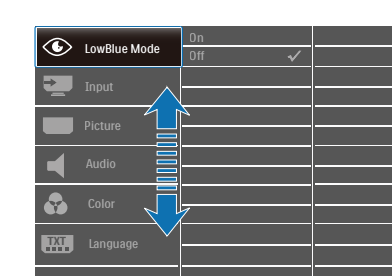 LowBlue Mode
On
Off
Input
Picture
Audio
Color
TXT
Language